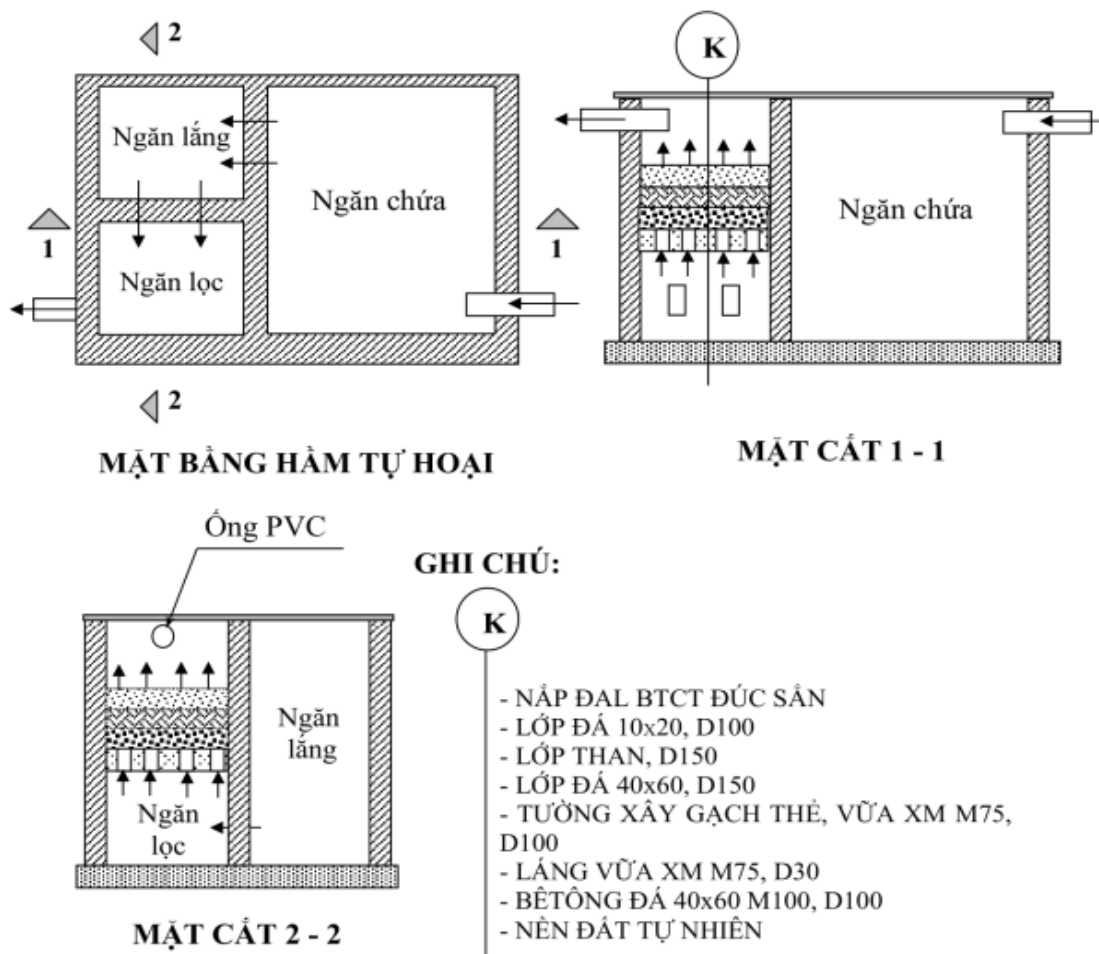 2
Ngăn lắng
Ngăn chứa
1
1
Ngăn lọc
2
MẶT BẰNG HẦM TỰ HOẠI
K
Ngăn chứa
MẶT CẮT 1 - 1
Ống PVC
Ngăn
lắng
Ngăn
lọc
MẶT CẮT 2 - 2
GHI CHÚ:
K
- NẮP ĐAL BTCT ĐÚC SẴN
- LỚP ĐÁ 10x20, D100
- LỚP THAN, D150
- LỚP ĐÁ 40x60, D150
- TƯỜNG XÂY GẠCH THẺ, VỮA XM M75,
D100
- LÁNG VỮA XM M75, D30
- BÊTÔNG ĐÁ 40x60 M100, D100
- NỀN ĐẤT TỰ NHIÊN